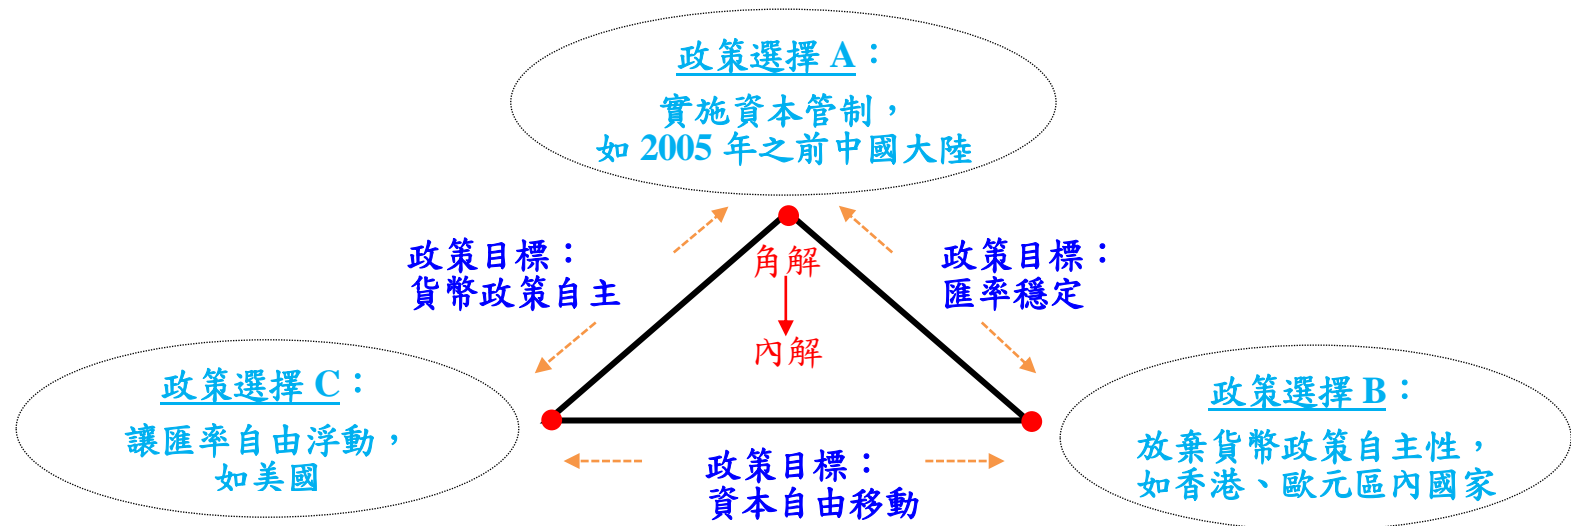 政策選擇 A：
實施資本管制，
如 2005 年之前中國大陸
政策目標：
貨幣政策自主
角解
內解
政策目標：
匯率穩定
政策選擇 C：
讓匯率自由浮動，
如美國
政策目標：
資本自由移動
政策選擇 B：
放棄貨幣政策自主性，
如香港、歐元區內國家